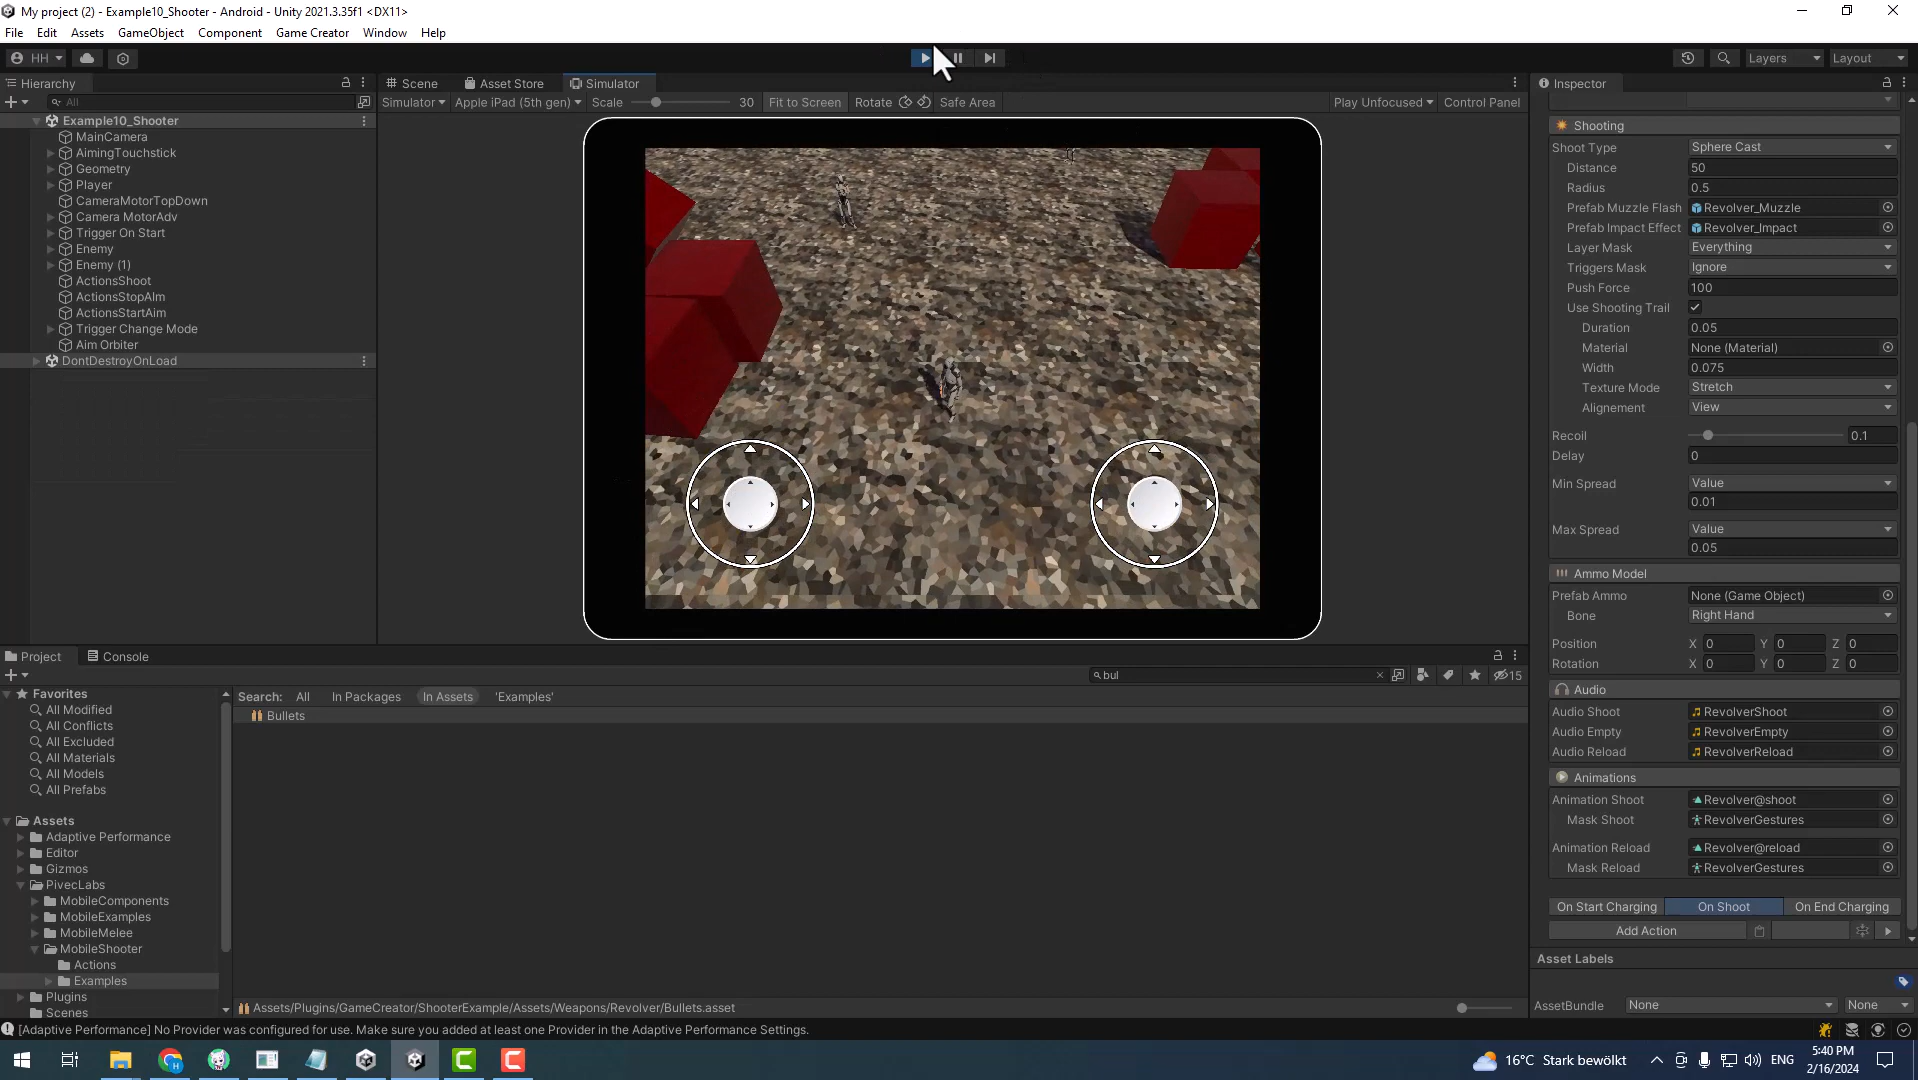 My project (2) - Example10_Shooter - Android - Unity 2021.3.35f1 <DX11>
File Edit Assets GameObject Component Game Creator Window Help
HH Layers Layout
Hierarchy
All
Example10_Shooter
MainCamera
AimingTouchstick
Geometry
Player
CameraMotorTopDown
Camera MotorAdv
Trigger On Start
Enemy
Enemy (1)
ActionsShoot
ActionsStopAIm
ActionsStartAim
Trigger Change Mode
Aim Orbiter
DontDestroyOnLoad
Scene Asset Store Simulator
Simulator Apple iPad (5th gen) Scale 30 Fit to Screen Rotate Safe Area Play Unfocused Control Panel
Inspector
Shooting
Shoot Type Sphere Cast
Distance 50
Radius 0.5
Prefab Muzzle Flash Revolver_Muzzle
Prefab Impact Effect Revolver_Impact
Layer Mask Everything
Triggers Mask Ignore
Push Force 100
Use Shooting Trail
Duration 0.05
Material None (Material)
Width 0.075
Texture Mode Stretch
Alignement View
Recoil 0.1
Delay 0
Min Spread Value
0.01
Max Spread Value
0.05
Ammo Model
Prefab Ammo None (Game Object)
Bone Right Hand
Position X 0 Y 0 Z 0
Rotation X 0 Y 0 Z 0
Audio
Audio Shoot RevolverShoot
Audio Empty RevolverEmpty
Audio Reload RevolverReload
Animations
Animation Shoot Revolver@shoot
Mask Shoot RevolverGestures
Animation Reload Revolver@reload
Mask Reload RevolverGestures
On Start Charging On Shoot On End Charging
Add Action
Asset Labels
AssetBundle None None
Project Console
bul
15
Favorites
All Modified
All Conflicts
All Excluded
All Materials
All Models
All Prefabs
Assets
Adaptive Performance
Editor
Gizmos
PivecLabs
MobileComponents
MobileExamples
MobileMelee
MobileShooter
Actions
Examples
Plugins
Scenes
Search: All In Packages In Assets 'Examples'
Bullets
Assets/Plugins/GameCreator/ShooterExample/Assets/Weapons/Revolver/Bullets.asset
[Adaptive Performance] No Provider was configured for use. Make sure you added at least one Provider in the Adaptive Performance Settings.
16°C Stark bewölkt ENG
5:40 PM
2/16/2024